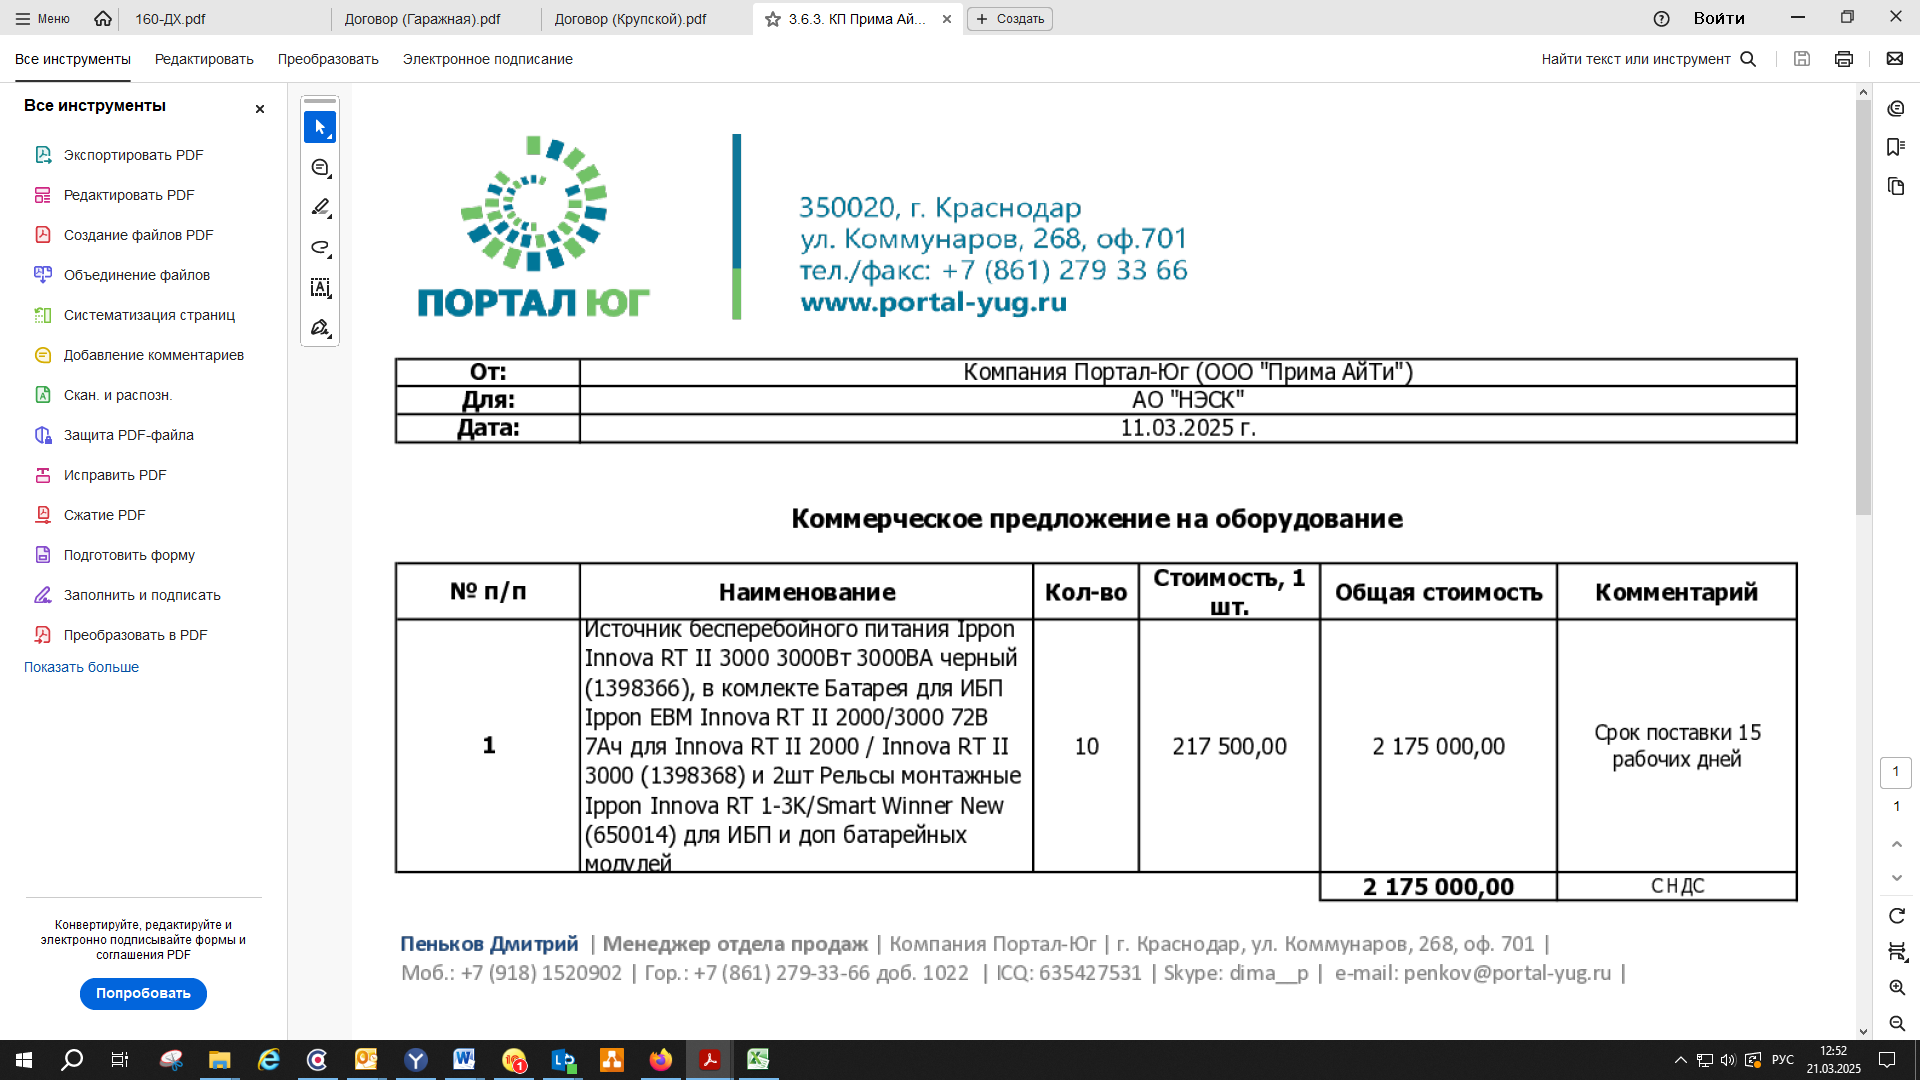 Меню
160-ДХ.pdf
Договор (Гаражная).pdf
Договор (Крупской).pdf
3.6.3. КП Прима Ай...
Создать
Войти
Все инструменты
Редактировать
Преобразовать
Электронное подписание
Найти текст или инструмент
Все инструменты
Экспортировать PDF
Редактировать PDF
Создание файлов PDF
Объединение файлов
Систематизация страниц
Добавление комментариев
Скан. и распозн.
Защита PDF-файла
Исправить PDF
Сжатие PDF
Подготовить форму
Заполнить и подписать
Преобразовать в PDF
Показать больше
Конвертируйте, редактируйте и
электронно подписывайте формы и
соглашения PDF
Попробовать
ПОРТАЛ ЮГ
350020, г. Краснодар
ул. Коммунаров, 268, оф.701
тел./факс: +7 (861) 279 33 66
www.portal-yug.ru
От: Компания Портал-Юг (ООО "Прима АйТи")
Для: АО "НЭСК"
Дата: 11.03.2025 г.
Коммерческое предложение на оборудование
№ п/п
Наименование
Кол-во
Стоимость, 1
шт.
Общая стоимость
Комментарий
1
Источник бесперебойного питания Ippon
Innova RT II 3000 3000Вт 3000ВА черный
(1398366), в комлекте Батарея для ИБП
Ippon EBM Innova RT II 2000/3000 72В
7Ач для Innova RT II 2000 / Innova RT II
3000 (1398368) и 2шт Рельсы монтажные
Ippon Innova RT 1-3K/Smart Winner New
(650014) для ИБП и доп батарейных
модулей
10
217 500,00
2 175 000,00
Срок поставки 15
рабочих дней
2 175 000,00
С НДС
Пеньков Дмитрий | Менеджер отдела продаж | Компания Портал-Юг | г. Краснодар, ул. Коммунаров, 268, оф. 701 |
Моб.: +7 (918) 1520902 | Гор.: +7 (861) 279-33-66 доб. 1022 | ICQ: 635427531 | Skype: dima__p | e-mail: penkov@portal-yug.ru |
1
1
РУС
12:52
21.03.2025